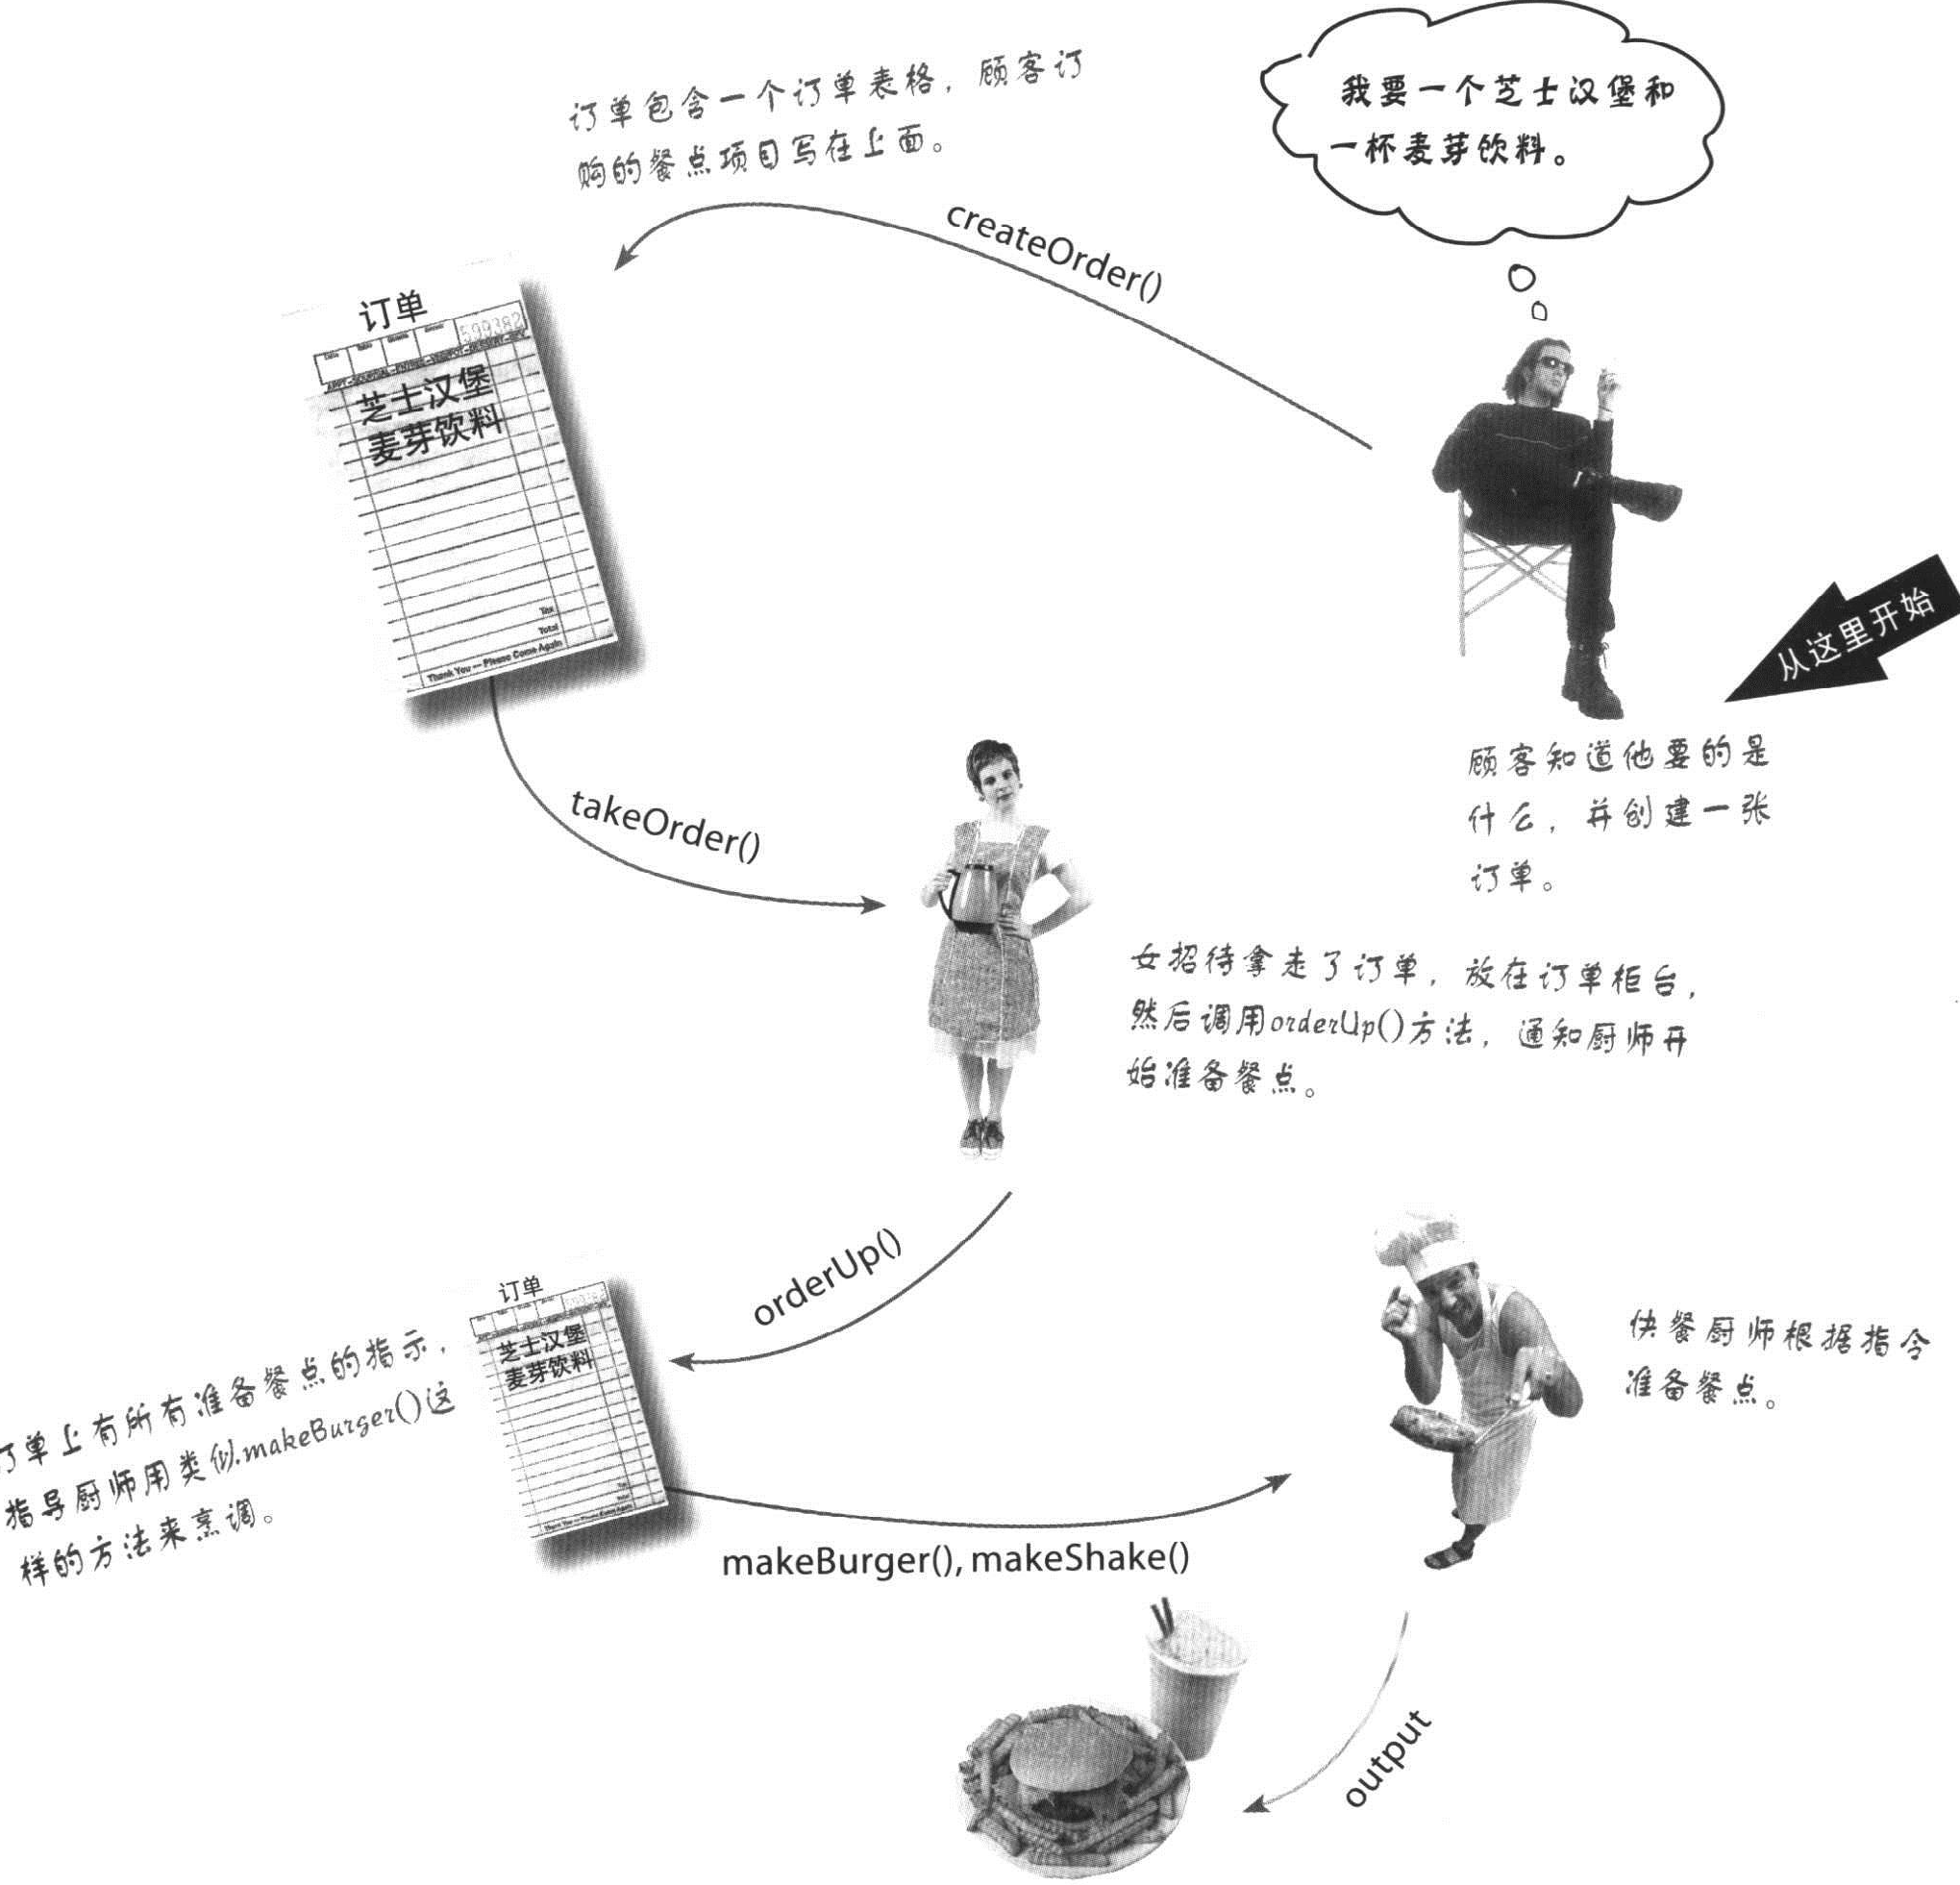 我要一个芝士汉堡和
一杯麦芽饮料。
订单包含一个订单表格，顾客订
购的餐点项目写在上面。
createOrder()
订单
599382
芝士汉堡
麦芽饮料
Tax
Total
Thank You — Please Come Again
从这里开始
顾客知道他要的是
什么，并创建一张
订单。
takeOrder()
女招待拿走了订单，放在订单柜台，
然后调用orderUp()方法，通知厨师开
始准备餐点。
orderUp()
订单
芝士汉堡
麦芽饮料
订单上有所有准备餐点的指示，
指导厨师用类似makeBurger()这
样的方法来烹调。
快餐厨师根据指令
准备餐点。
makeBurger(), makeShake()
output